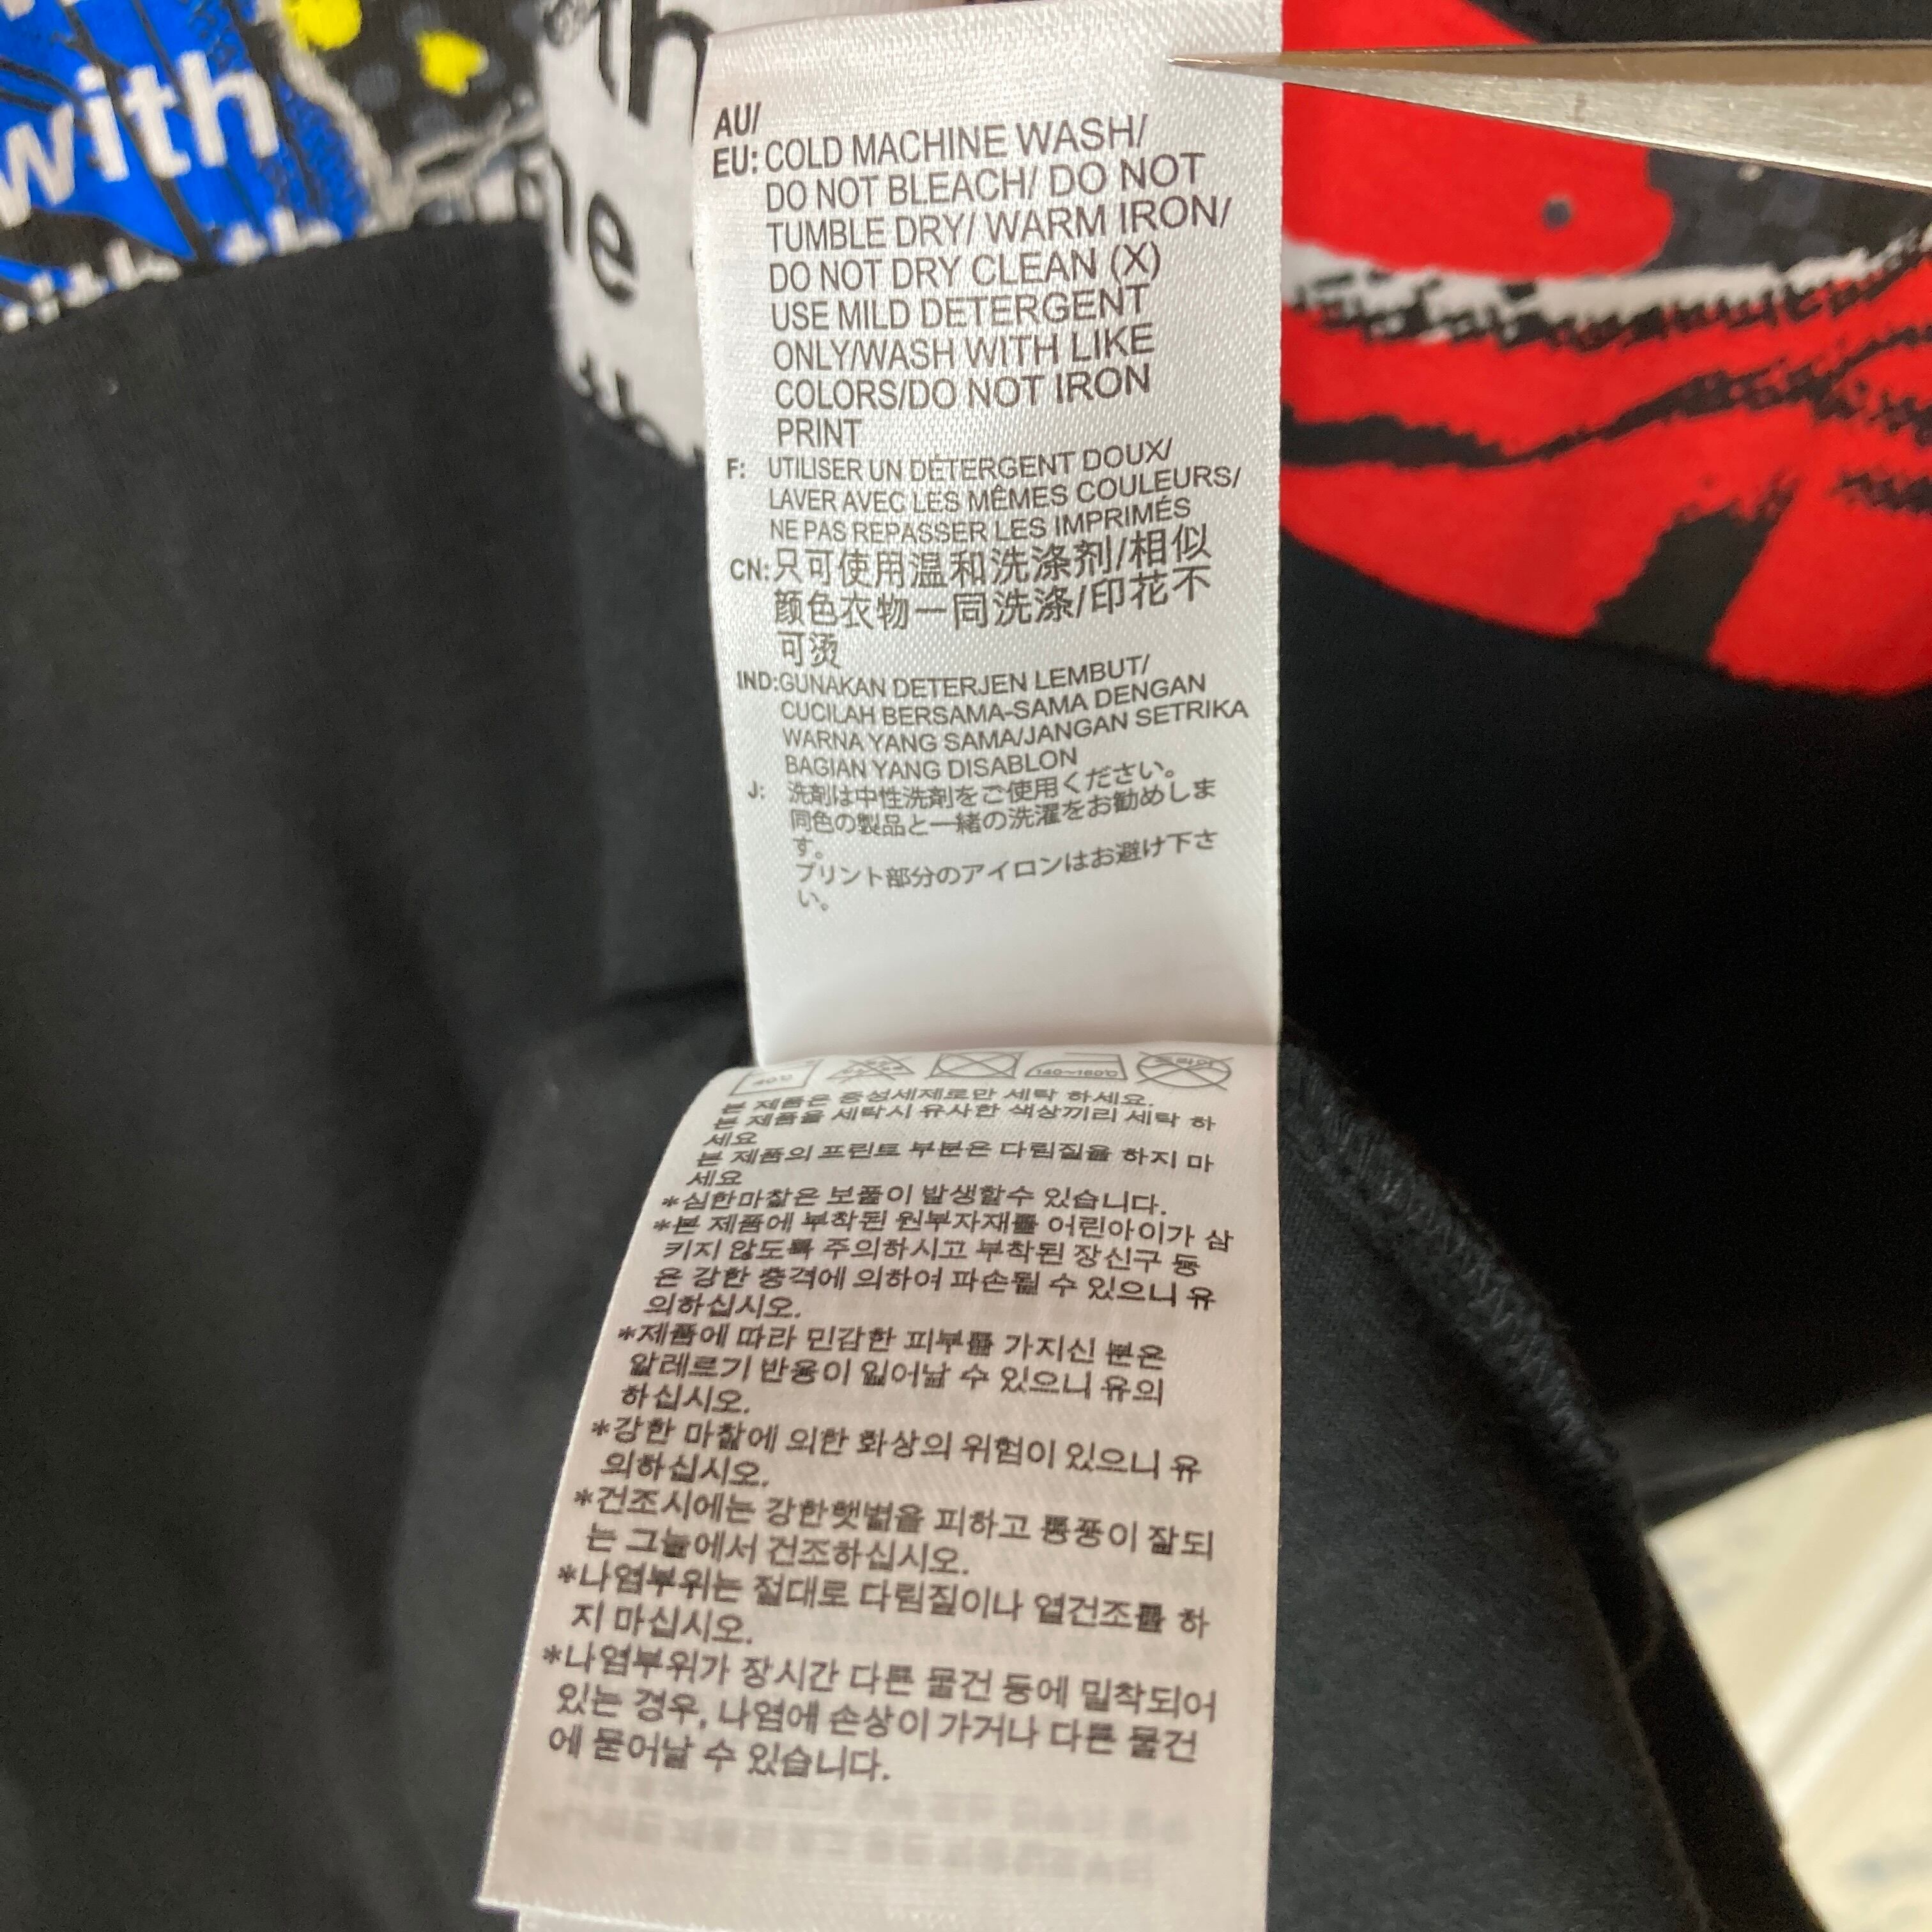 with
th
ne
AU/
EU: COLD MACHINE WASH/
DO NOT BLEACH/ DO NOT
TUMBLE DRY/ WARM IRON/
DO NOT DRY CLEAN (X)
USE MILD DETERGENT
ONLY/WASH WITH LIKE
COLORS/DO NOT IRON
PRINT
F: UTILISER UN DÉTERGENT DOUX/
LAVER AVEC LES MÊMES COULEURS/
NE PAS REPASSER LES IMPRIMÉS
CN: 只可使用温和洗涤剂/相似
颜色衣物一同洗涤/印花不
可烫
IND: GUNAKAN DETERJEN LEMBUT/
CUCILAH BERSAMA-SAMA DENGAN
WARNA YANG SAMA/JANGAN SETRIKA
BAGIAN YANG DISABLON
J: 洗剤は中性洗剤をご使用ください。
同色の製品と一緒の洗濯をお勧めしま
す。
プリント部分のアイロンはお避け下さ
い。
40℃ 140~160℃ 드라이
본 제품은 중성세제로만 세탁 하세요.
본 제품을 세탁시 유사한 색상끼리 세탁 하
세요
본 제품의 프린트 부분은 다림질을 하지 마
세요
*심한마찰은 보풀이 발생할수 있습니다.
*본 제품에 부착된 원부자재를 어린아이가 삼
키지 않도록 주의하시고 부착된 장신구 등
은 강한 충격에 의하여 파손될 수 있으니 유
의하십시오.
*제품에 따라 민감한 피부를 가지신 분은
알레르기 반응이 일어날 수 있으니 유의
하십시오.
*강한 마찰에 의한 화상의 위험이 있으니 유
의하십시오.
*건조시에는 강한햇볕을 피하고 통풍이 잘되
는 그늘에서 건조하십시오.
*나염부위는 절대로 다림질이나 열건조를 하
지 마십시오.
*나염부위가 장시간 다른 물건 등에 밀착되어
있는 경우, 나염에 손상이 가거나 다른 물건
에 묻어날 수 있습니다.